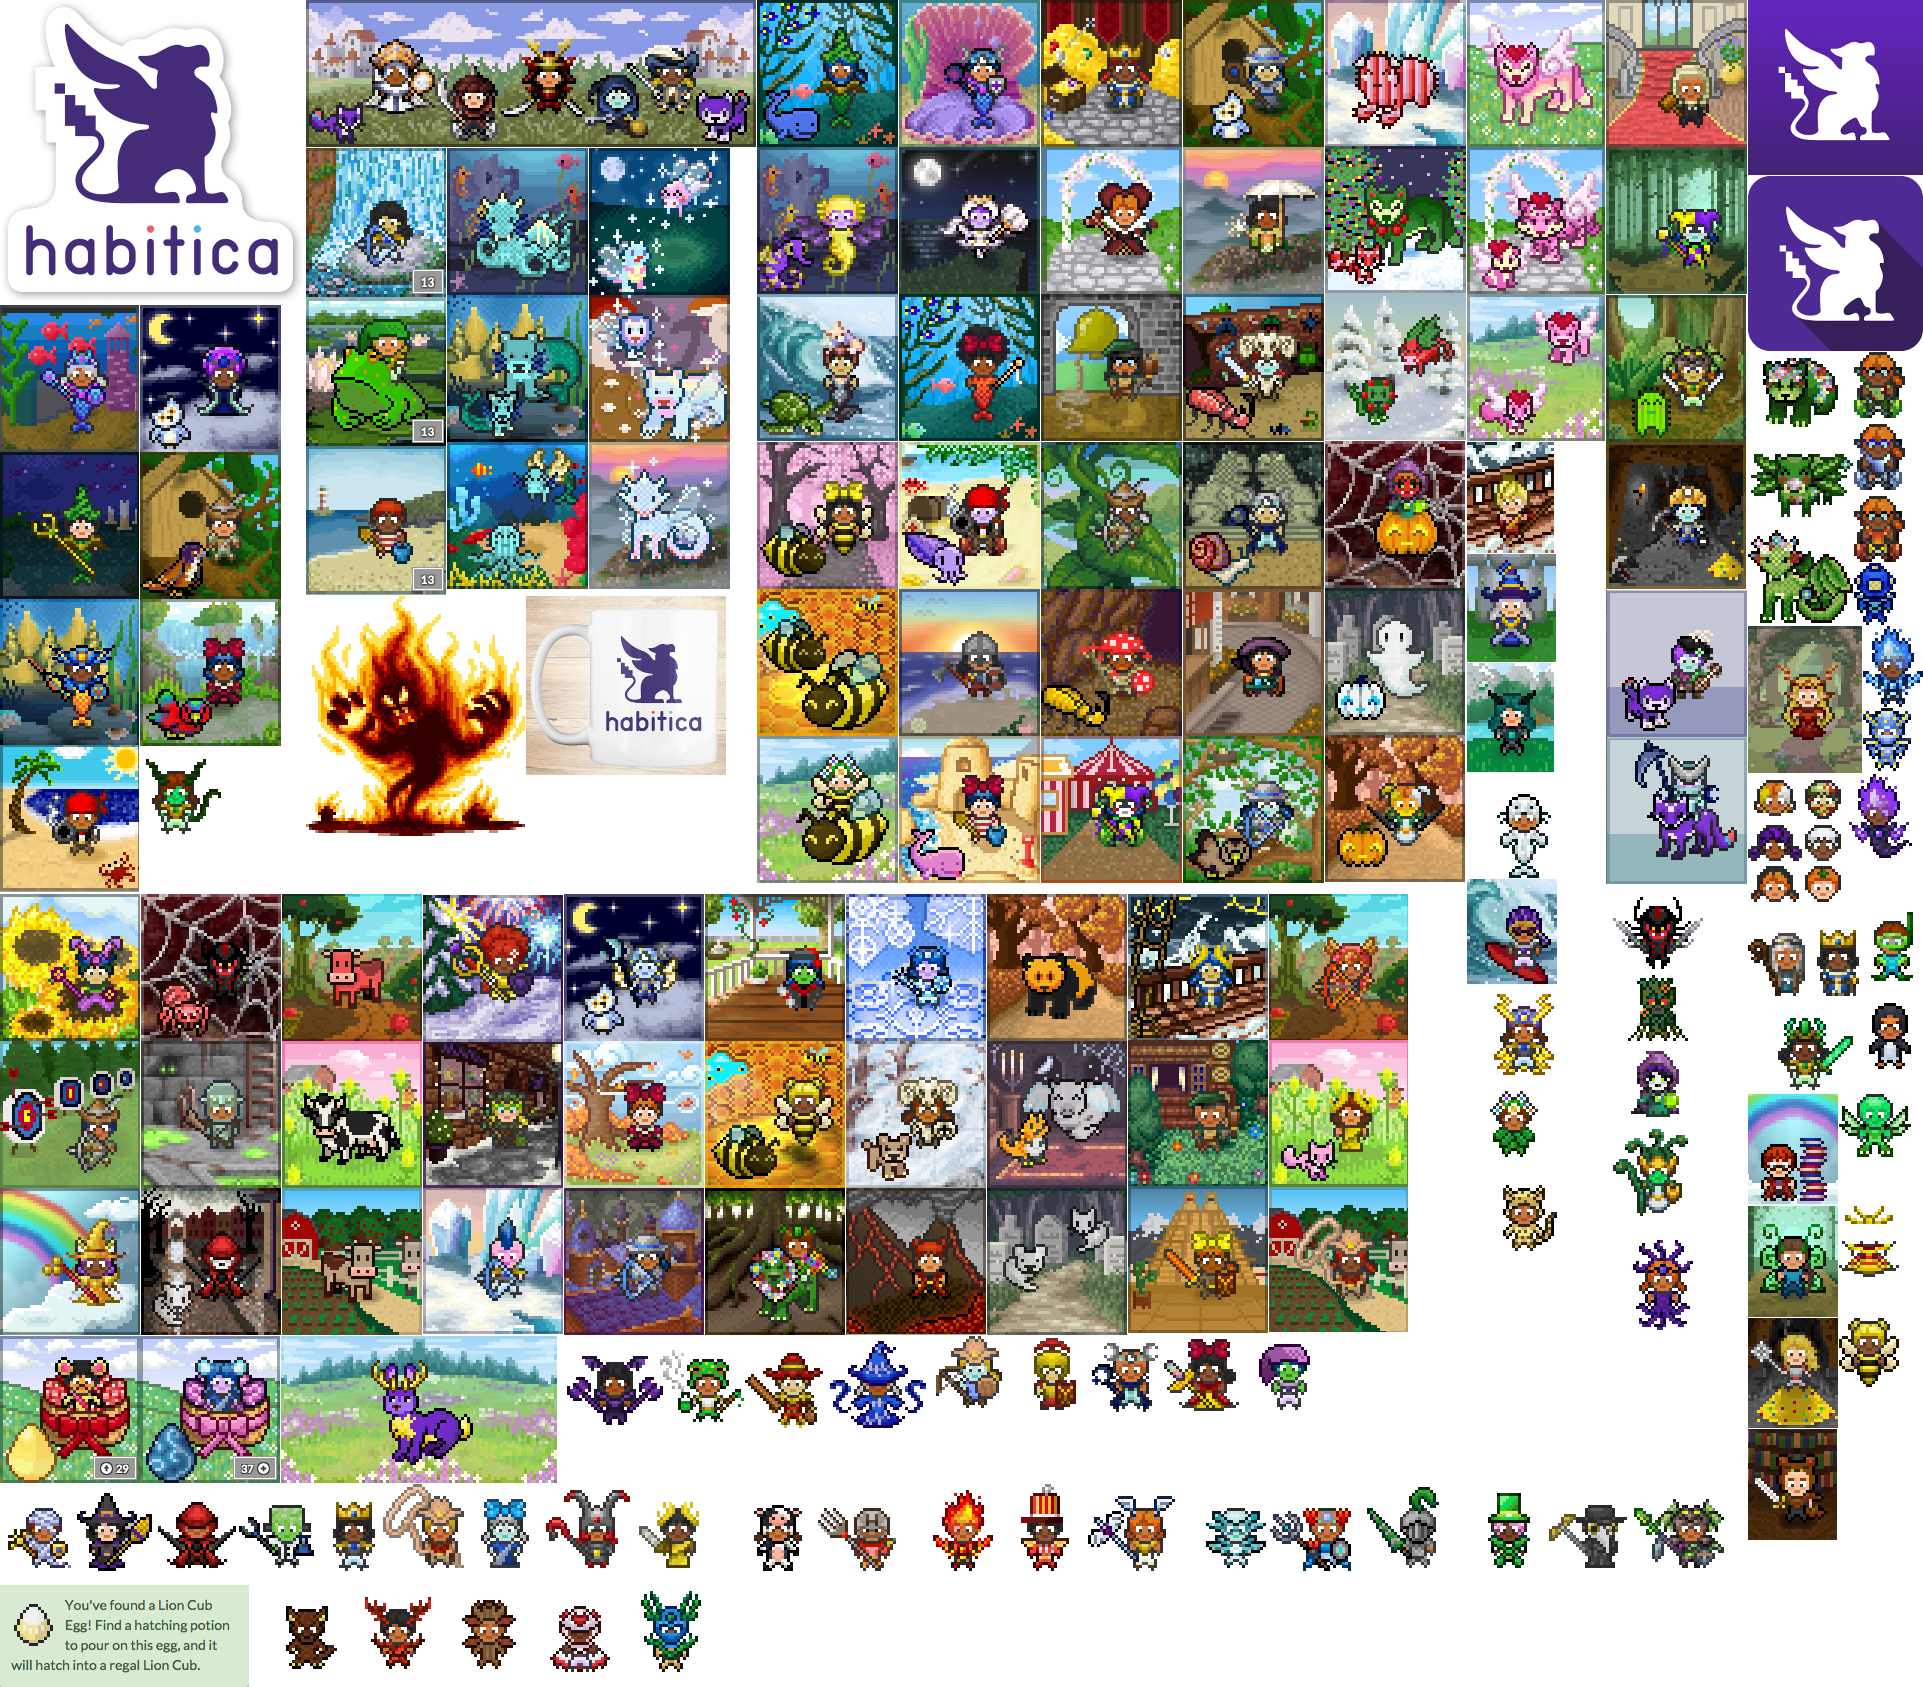 habitica
13
13
13
habitica
29
37
You've found a Lion Cub
Egg! Find a hatching potion
to pour on this egg, and it
will hatch into a regal Lion Cub.